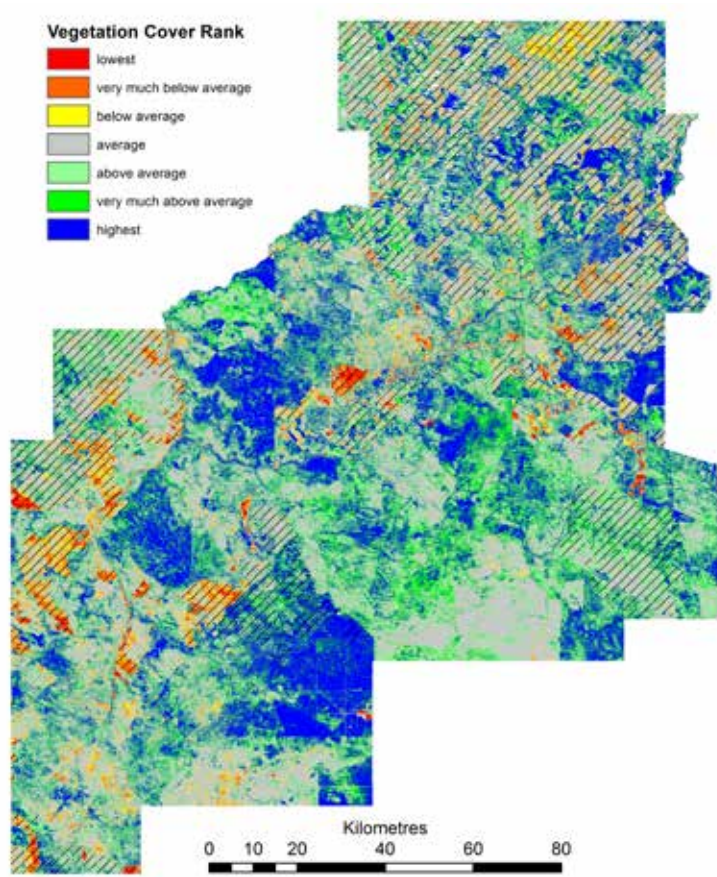 Vegetation Cover Rank
lowest
very much below average
below average
average
above average
very much above average
highest
Kilometres
0 10 20 40 60 80